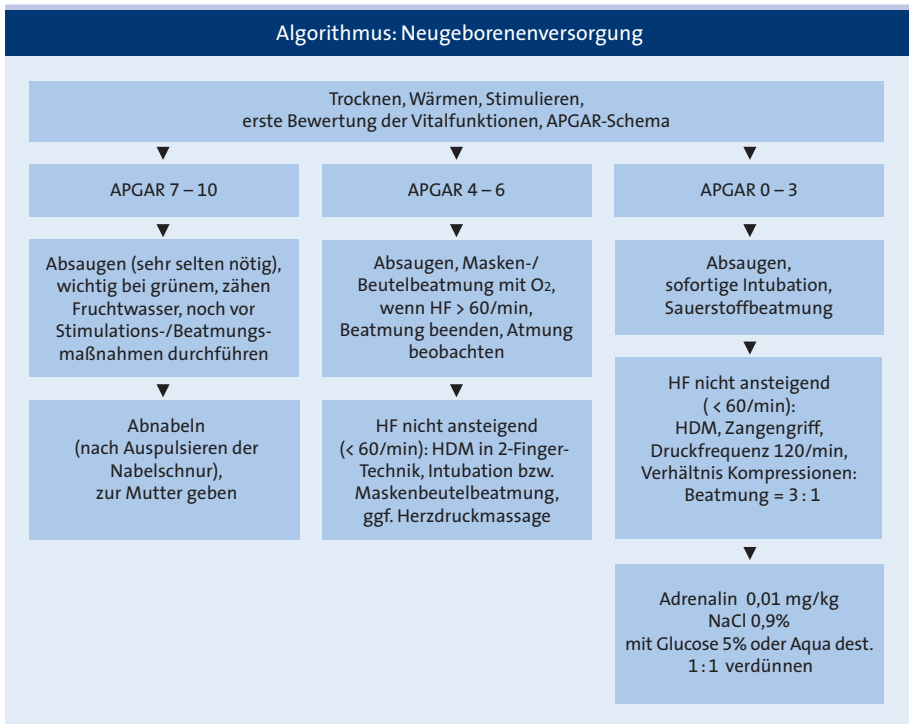 Algorithmus: Neugeborenenversorgung
Trocknen, Wärmen, Stimulieren,
erste Bewertung der Vitalfunktionen, APGAR-Schema
APGAR 7 – 10
APGAR 4 – 6
APGAR 0 – 3
Absaugen (sehr selten nötig),
wichtig bei grünem, zähen
Fruchtwasser, noch vor
Stimulations-/Beatmungs-
maßnahmen durchführen
Absaugen, Masken-/
Beutelbeatmung mit O2,
wenn HF > 60/min,
Beatmung beenden, Atmung
beobachten
Absaugen,
sofortige Intubation,
Sauerstoffbeatmung
Abnabeln
(nach Auspulsieren der
Nabelschnur),
zur Mutter geben
HF nicht ansteigend
(< 60/min): HDM in 2-Finger-
Technik, Intubation bzw.
Maskenbeutelbeatmung,
ggf. Herzdruckmassage
HF nicht ansteigend
( < 60/min):
HDM, Zangengriff,
Druckfrequenz 120/min,
Verhältnis Kompressionen:
Beatmung = 3 : 1
Adrenalin 0,01 mg/kg
NaCl 0,9%
mit Glucose 5% oder Aqua dest.
1 : 1 verdünnen